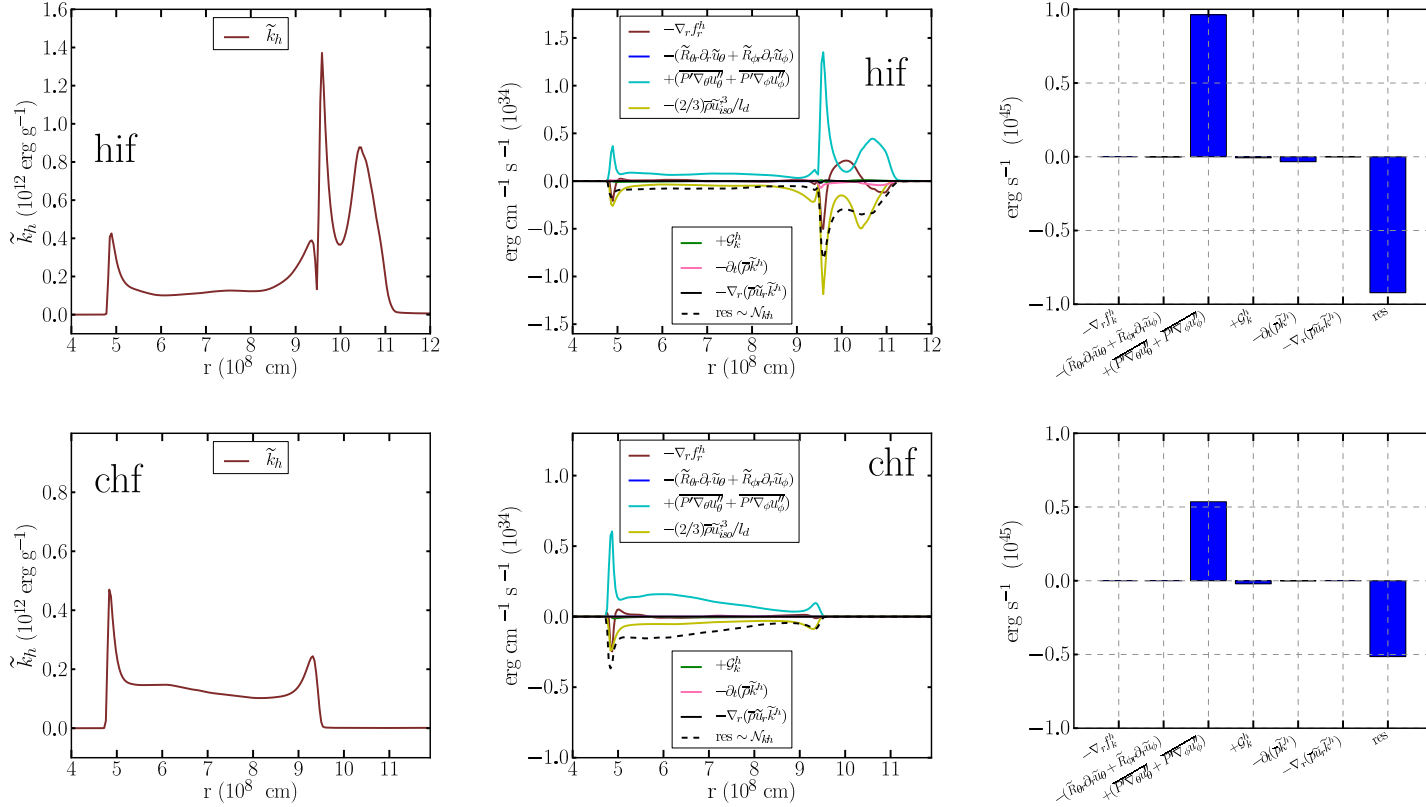 1.6
1.4
1.2
1.0
0.8
0.6
0.4
0.2
0.0
k̃_h (10^12 erg g^−1)
k̃_h
hif
4 5 6 7 8 9 10 11 12
r (10^8 cm)
1.5
1.0
0.5
0.0
−0.5
−1.0
−1.5
erg cm^−1 s^−1 (10^34)
−∇_r f_r^h
−(R̃_θr ∂_r ũ_θ + R̃_ϕr ∂_r ũ_ϕ)
+(P′∇_θ u″_θ + P′∇_ϕ u″_ϕ)
−(2/3)ρ̅ ũ_iso^3/l_d
hif
+𝒢_k^h
−∂_t(ρ̅ k̃^h)
−∇_r(ρ̅ ũ_r k̃^h)
res ∼ 𝒩_kh
4 5 6 7 8 9 10 11 12
r (10^8 cm)
1.0
0.5
0.0
−0.5
−1.0
erg s^−1 (10^45)
−∇_r f_k^h
−(R̃_θr ∂_r ũ_θ + R̃_ϕr ∂_r ũ_ϕ)
+(P′∇_θ u″_θ + P′∇_ϕ u″_ϕ)
+𝒢_k^h
−∂_t(ρ̅ k̃^h)
−∇_r(ρ̅ ũ_r k̃^h)
res
0.8
0.6
0.4
0.2
0.0
k̃_h (10^12 erg g^−1)
k̃_h
chf
4 5 6 7 8 9 10 11
r (10^8 cm)
1.0
0.5
0.0
−0.5
−1.0
erg cm^−1 s^−1 (10^34)
−∇_r f_r^h
−(R̃_θr ∂_r ũ_θ + R̃_ϕr ∂_r ũ_ϕ)
+(P′∇_θ u″_θ + P′∇_ϕ u″_ϕ)
−(2/3)ρ̅ ũ_iso^3/l_d
chf
+𝒢_k^h
−∂_t(ρ̅ k̃^h)
−∇_r(ρ̅ ũ_r k̃^h)
res ∼ 𝒩_kh
4 5 6 7 8 9 10 11
r (10^8 cm)
1.0
0.5
0.0
−0.5
−1.0
erg s^−1 (10^45)
−∇_r f_k^h
−(R̃_θr ∂_r ũ_θ + R̃_ϕr ∂_r ũ_ϕ)
+(P′∇_θ u″_θ + P′∇_ϕ u″_ϕ)
+𝒢_k^h
−∂_t(ρ̅ k̃^h)
−∇_r(ρ̅ ũ_r k̃^h)
res